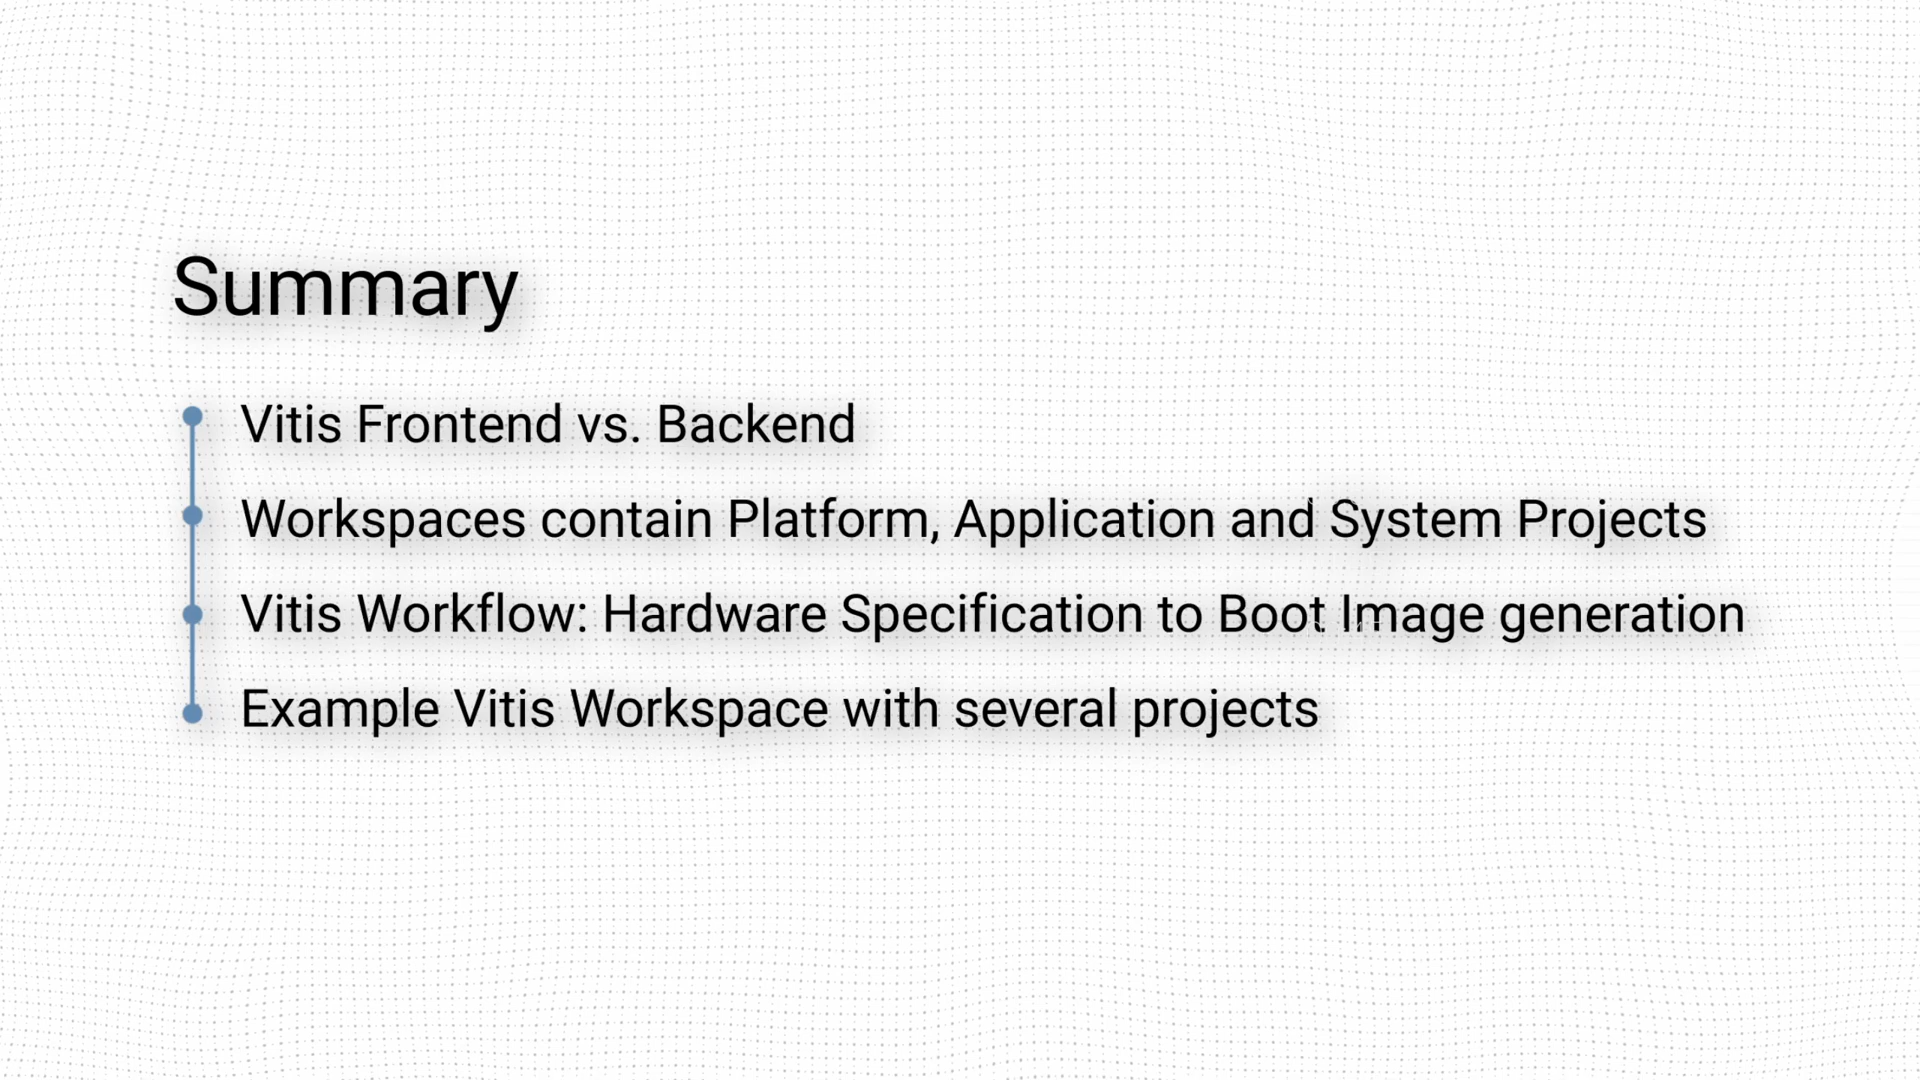 Summary
Vitis Frontend vs. Backend
Workspaces contain Platform, Application and System Projects
Vitis Workflow: Hardware Specification to Boot Image generation
Example Vitis Workspace with several projects